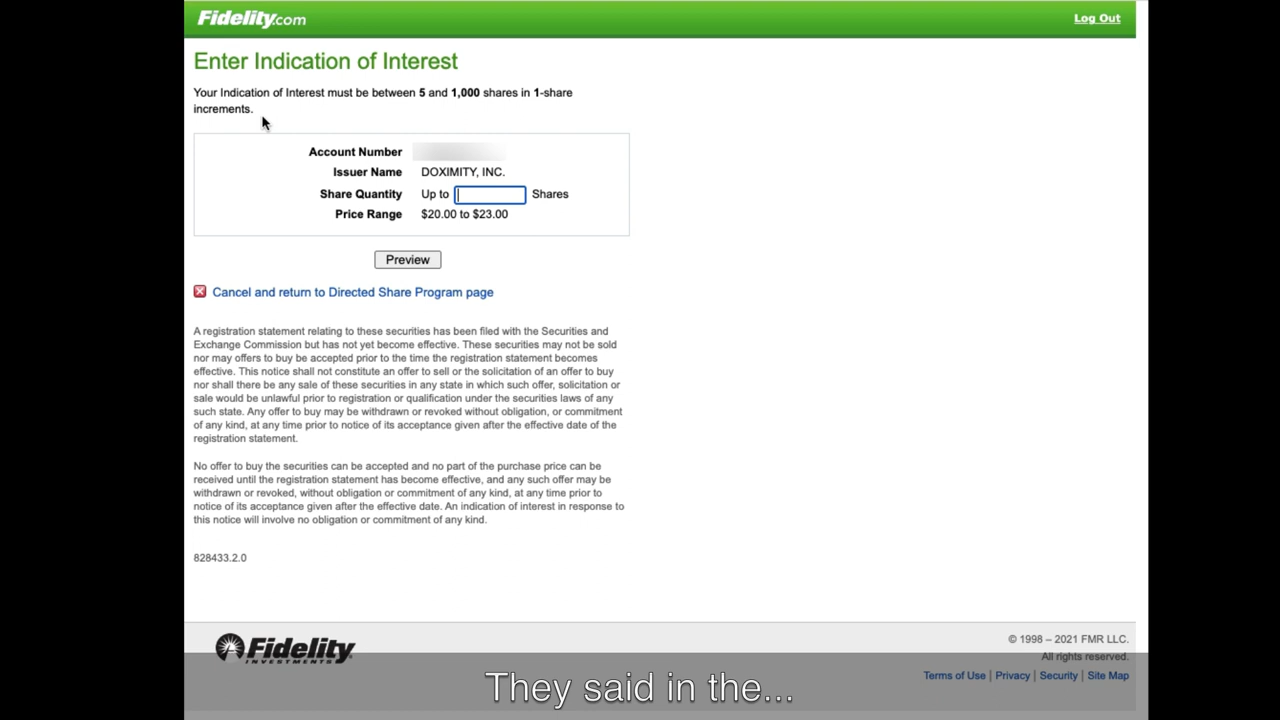 Fidelity.com
Log Out
Enter Indication of Interest
Your Indication of Interest must be between 5 and 1,000 shares in 1-share
increments.
Account Number
Issuer Name DOXIMITY, INC.
Share Quantity Up to Shares
Price Range $20.00 to $23.00
Preview
Cancel and return to Directed Share Program page
A registration statement relating to these securities has been filed with the Securities and
Exchange Commission but has not yet become effective. These securities may not be sold
nor may offers to buy be accepted prior to the time the registration statement becomes
effective. This notice shall not constitute an offer to sell or the solicitation of an offer to buy
nor shall there be any sale of these securities in any state in which such offer, solicitation or
sale would be unlawful prior to registration or qualification under the securities laws of any
such state. Any offer to buy may be withdrawn or revoked without obligation, or commitment
of any kind, at any time prior to notice of its acceptance given after the effective date of the
registration statement.
No offer to buy the securities can be accepted and no part of the purchase price can be
received until the registration statement has become effective, and any such offer may be
withdrawn or revoked, without obligation or commitment of any kind, at any time prior to
notice of its acceptance given after the effective date. An indication of interest in response to
this notice will involve no obligation or commitment of any kind.
828433.2.0
Fidelity
INVESTMENTS
© 1998 – 2021 FMR LLC.
All rights reserved.
Terms of Use | Privacy | Security | Site Map
They said in the...